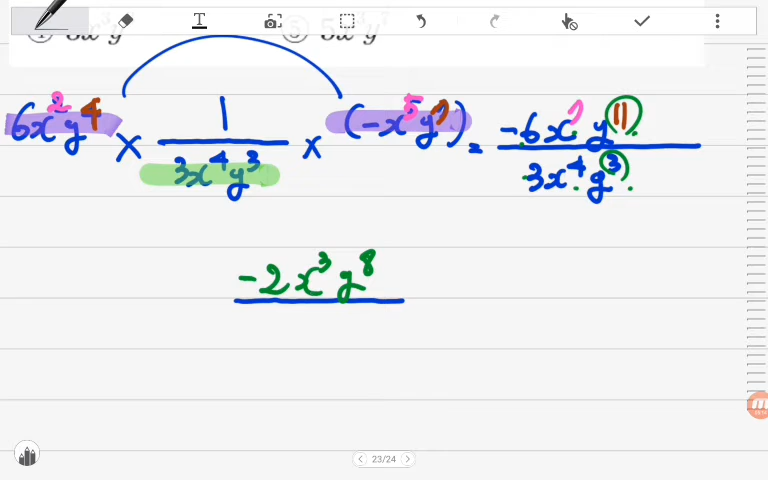 6x²y⁴ × 1/(3x⁴y³) × (-x⁵y⁷) = -6x⁷y¹¹/(3x⁴y³)
-2x³y⁸
23/24